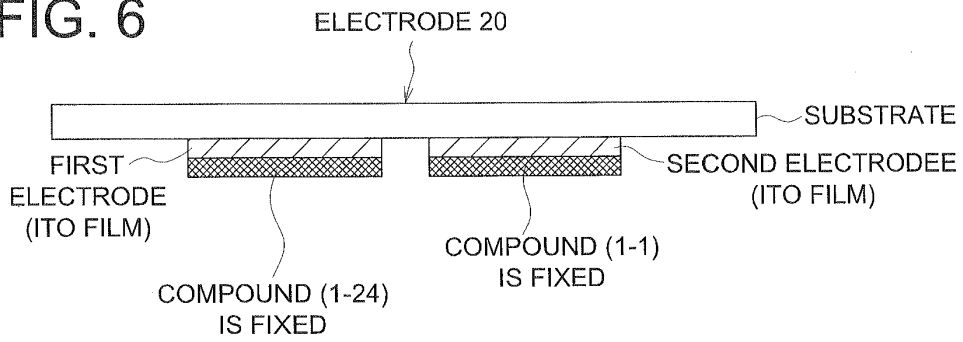 FIG. 6
ELECTRODE 20
SUBSTRATE
FIRST
ELECTRODE
(ITO FILM)
SECOND ELECTRODEE
(ITO FILM)
COMPOUND (1-1)
IS FIXED
COMPOUND (1-24)
IS FIXED